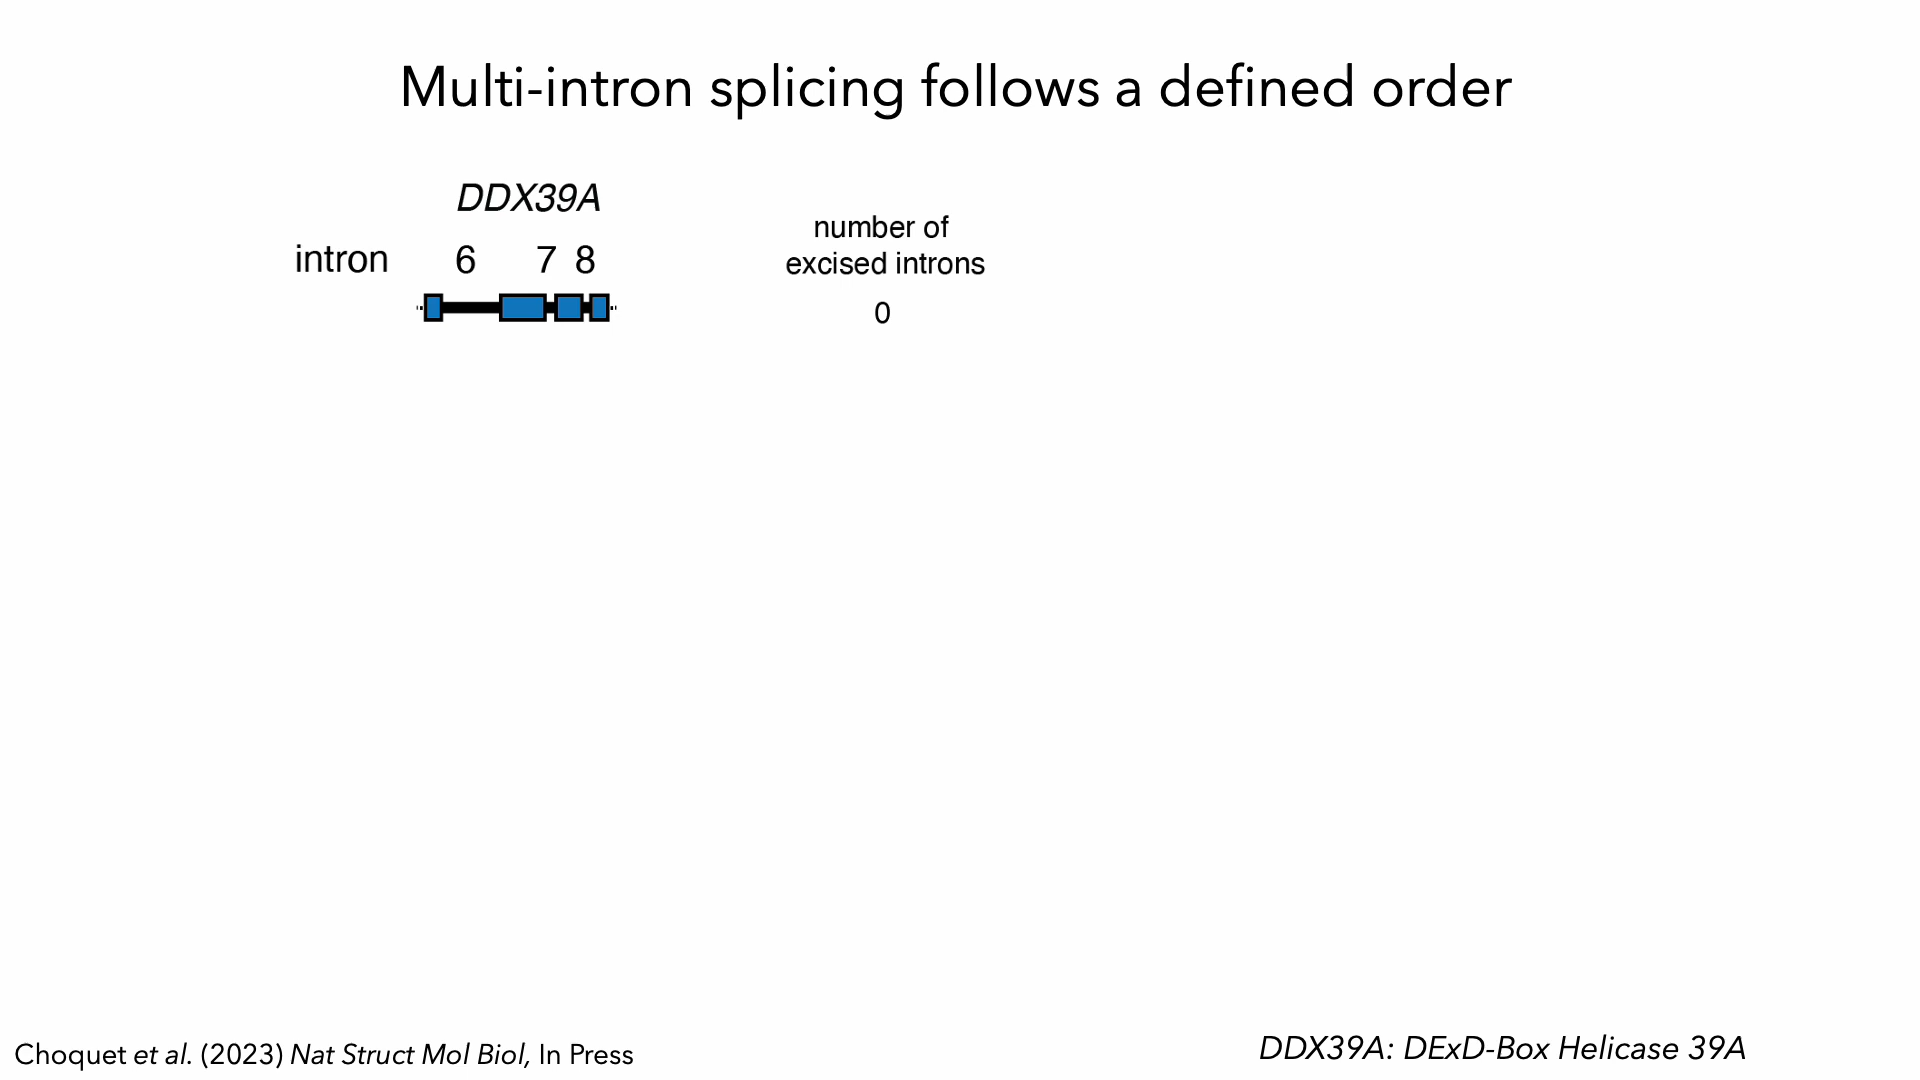 Multi-intron splicing follows a defined order
DDX39A
intron 6 7 8
number of
excised introns
0
Choquet et al. (2023) Nat Struct Mol Biol, In Press
DDX39A: DExD-Box Helicase 39A